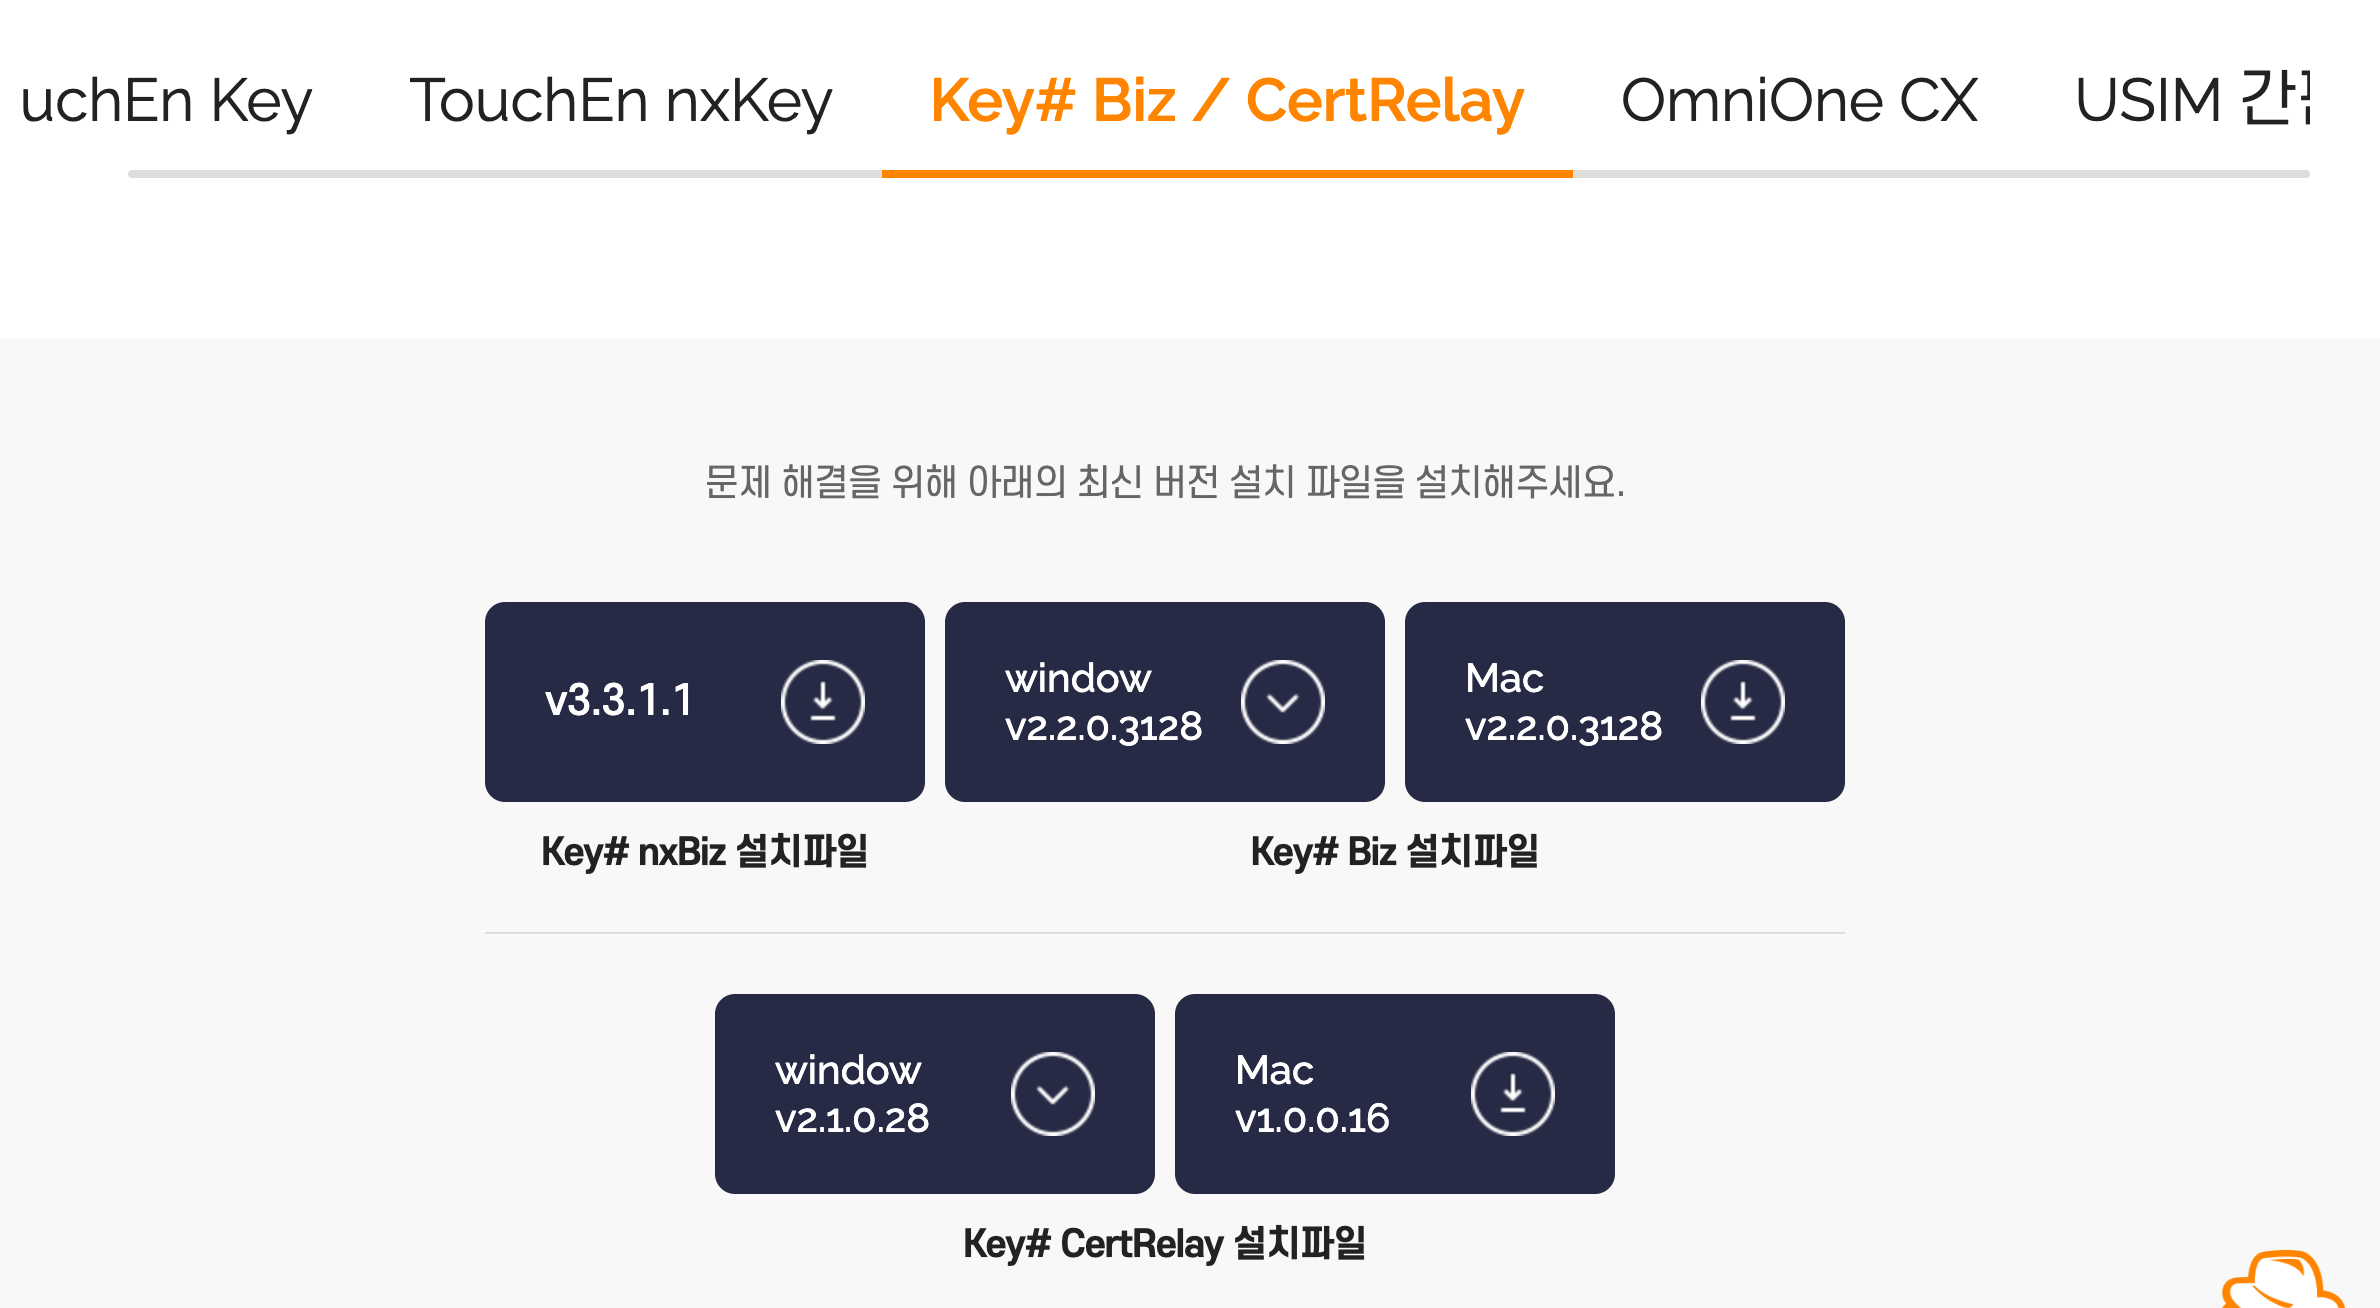 uchEn Key TouchEn nxKey Key# Biz / CertRelay OmniOne CX USIM
문제 해결을 위해 아래의 최신 버전 설치 파일을 설치해주세요.
v3.3.1.1
window
v2.2.0.3128
Mac
v2.2.0.3128
Key# nxBiz 설치파일
Key# Biz 설치파일
window
v2.1.0.28
Mac
v1.0.0.16
Key# CertRelay 설치파일